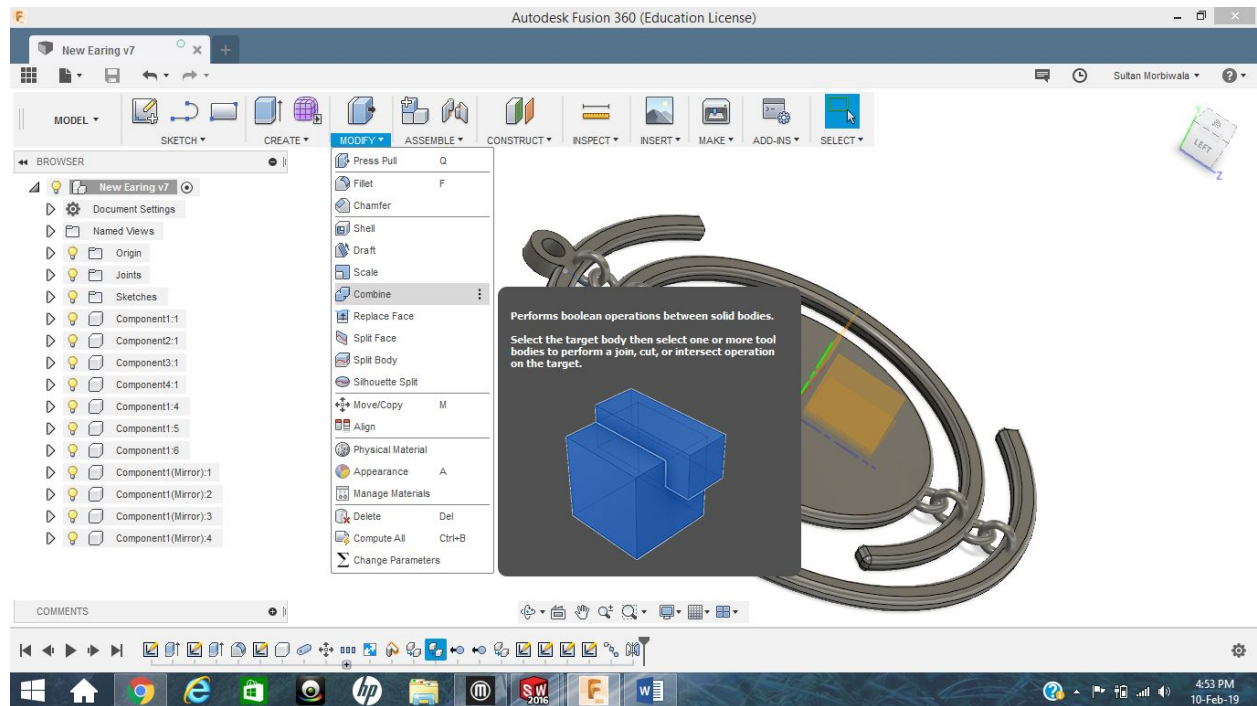 Autodesk Fusion 360 (Education License)
New Earing v7
Sultan Morbiwala
MODEL
SKETCH
CREATE
MODIFY
ASSEMBLE
CONSTRUCT
INSPECT
INSERT
MAKE
ADD-INS
SELECT
BROWSER
New Earing v7
Document Settings
Named Views
Origin
Joints
Sketches
Component1:1
Component2:1
Component3:1
Component4:1
Component1:4
Component1:5
Component1:6
Component1(Mirror):1
Component1(Mirror):2
Component1(Mirror):3
Component1(Mirror):4
Press Pull Q
Fillet F
Chamfer
Shell
Draft
Scale
Combine
Replace Face
Split Face
Split Body
Silhouette Split
Move/Copy M
Align
Physical Material
Appearance A
Manage Materials
Delete Del
Compute All Ctrl+B
Change Parameters
Performs boolean operations between solid bodies.
Select the target body then select one or more tool
bodies to perform a join, cut, or intersect operation
on the target.
LEFT
Z
COMMENTS
hp
SW
2016
4:53 PM
10-Feb-19